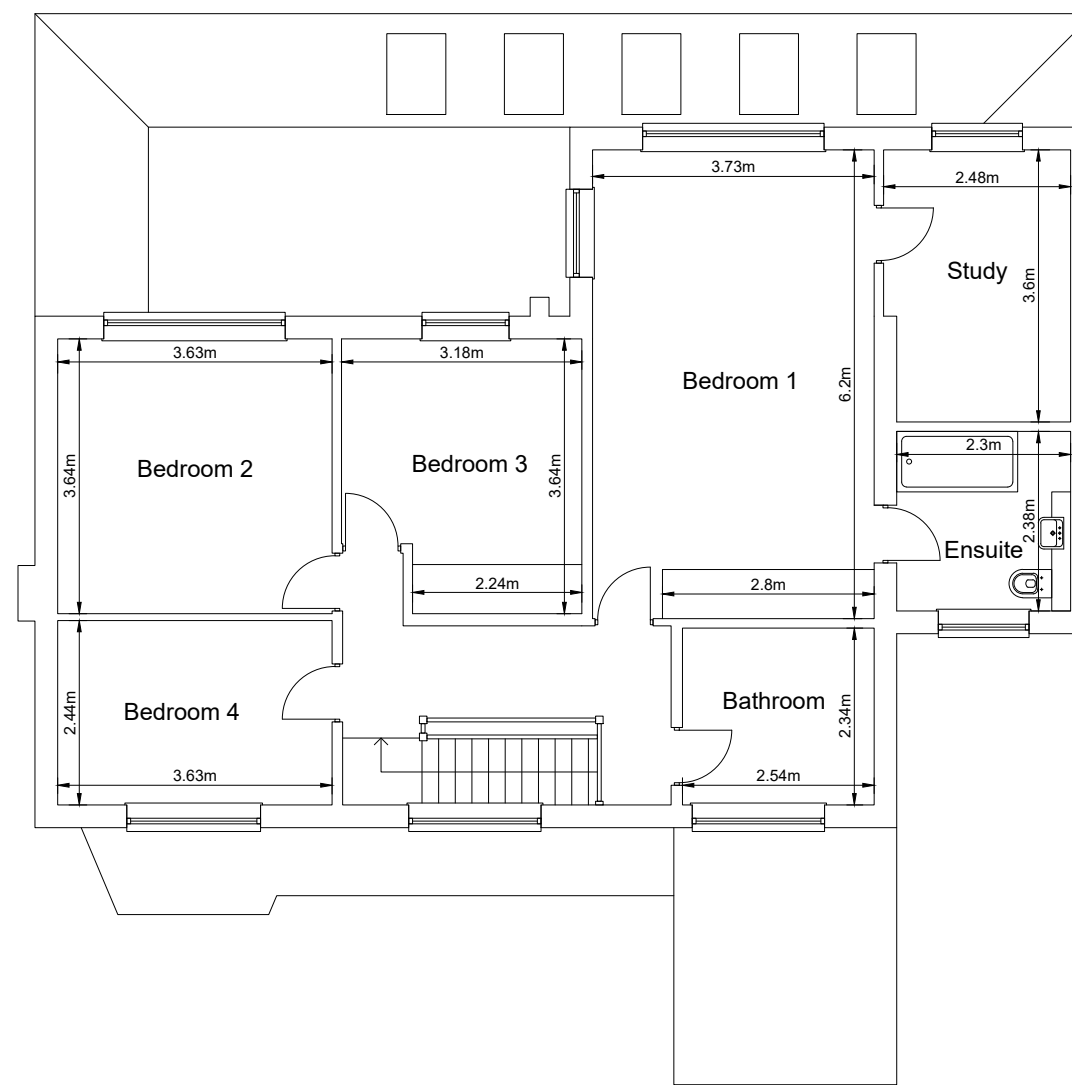 3.73m
2.48m
Study
3.6m
3.63m
3.18m
Bedroom 1
6.2m
Bedroom 2
3.64m
Bedroom 3
3.64m
2.3m
2.38m
Ensuite
2.24m
2.8m
Bedroom 4
2.44m
3.63m
Bathroom
2.34m
2.54m